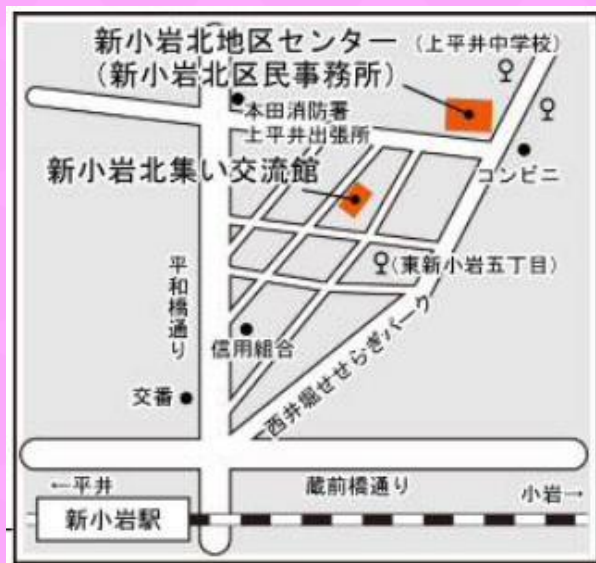 新小岩北地区センター
(上平井中学校)
(新小岩北区民事務所)
本田消防署
上平井出張所
新小岩北集い交流館
コンビニ
(東新小岩五丁目)
平和橋通り
信用組合
西井堀せせらぎパーク
交番
←平井
蔵前橋通り
小岩→
新小岩駅